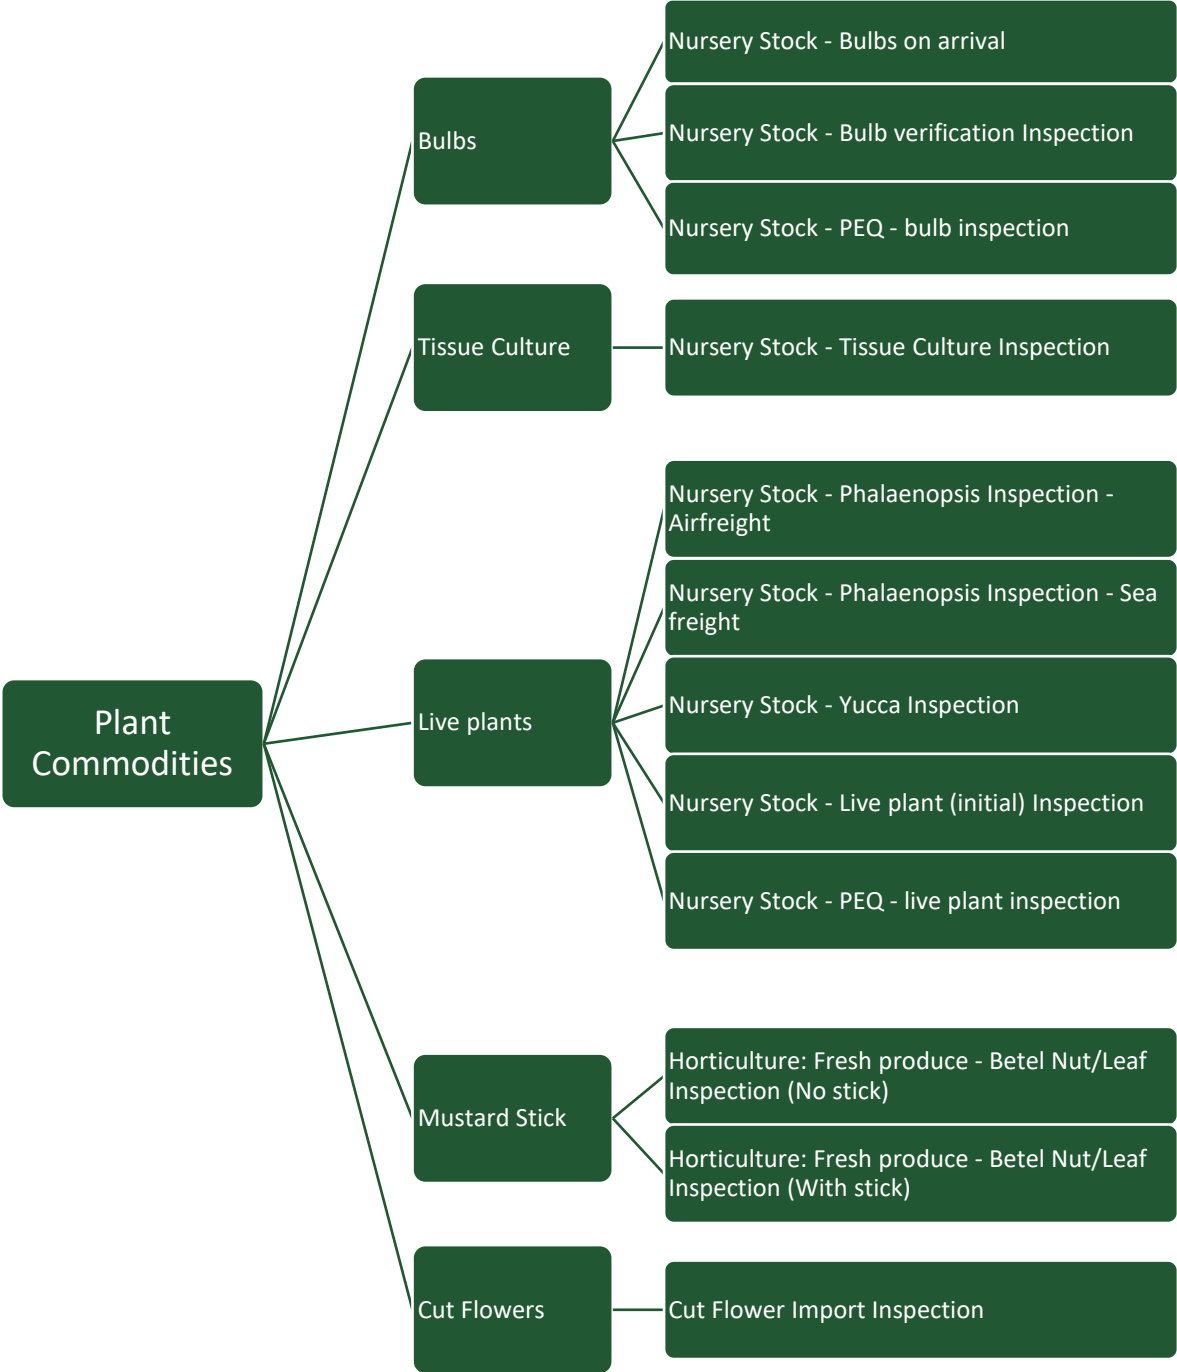 Plant
Commodities
Bulbs
Nursery Stock - Bulbs on arrival
Nursery Stock - Bulb verification Inspection
Nursery Stock - PEQ - bulb inspection
Tissue Culture
Nursery Stock - Tissue Culture Inspection
Live plants
Nursery Stock - Phalaenopsis Inspection -
Airfreight
Nursery Stock - Phalaenopsis Inspection - Sea
freight
Nursery Stock - Yucca Inspection
Nursery Stock - Live plant (initial) Inspection
Nursery Stock - PEQ - live plant inspection
Mustard Stick
Horticulture: Fresh produce - Betel Nut/Leaf
Inspection (No stick)
Horticulture: Fresh produce - Betel Nut/Leaf
Inspection (With stick)
Cut Flowers
Cut Flower Import Inspection